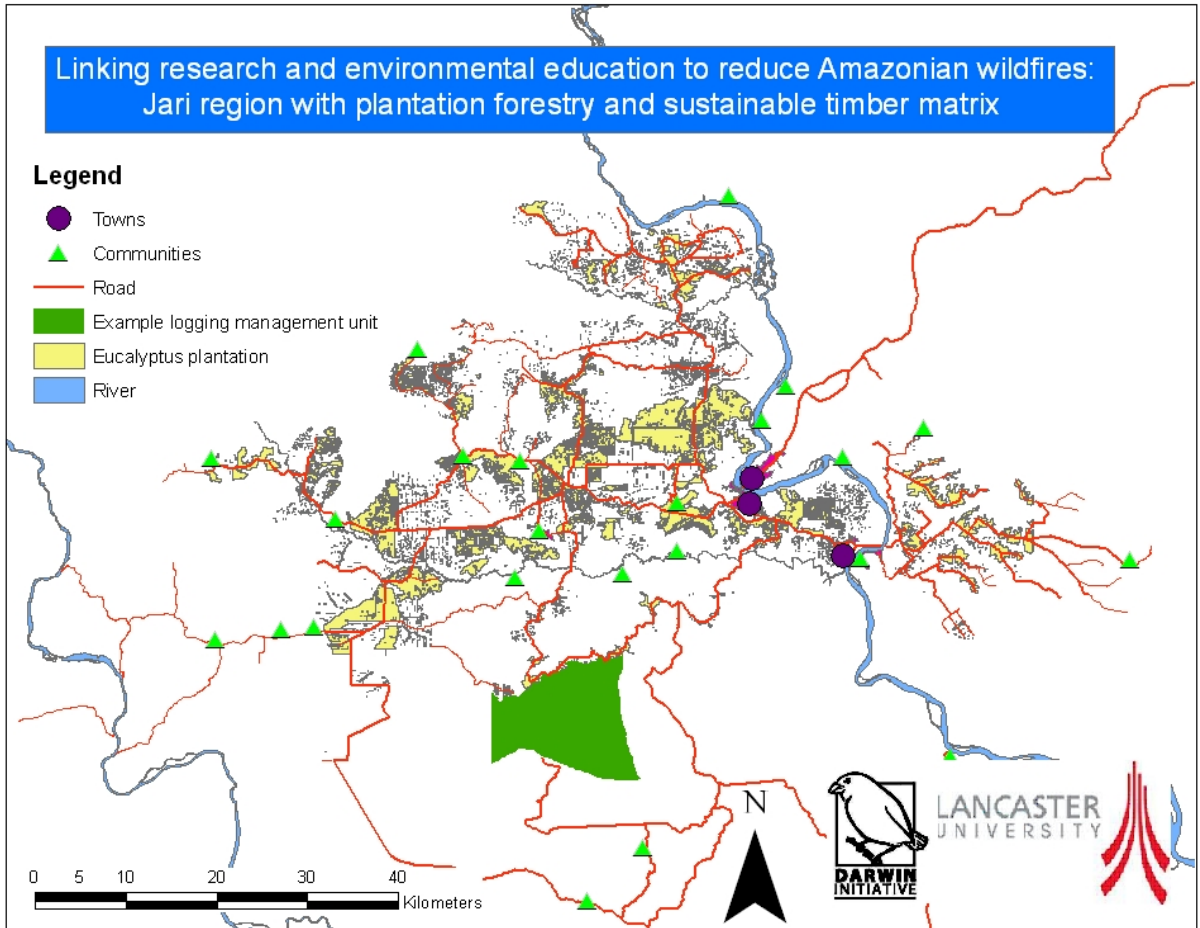 Linking research and environmental education to reduce Amazonian wildfires:
Jari region with plantation forestry and sustainable timber matrix
Legend
Towns
Communities
Road
Example logging management unit
Eucalyptus plantation
River
N
0 5 10 20 30 40
Kilometers
DARWIN
INITIATIVE
LANCASTER
UNIVERSITY